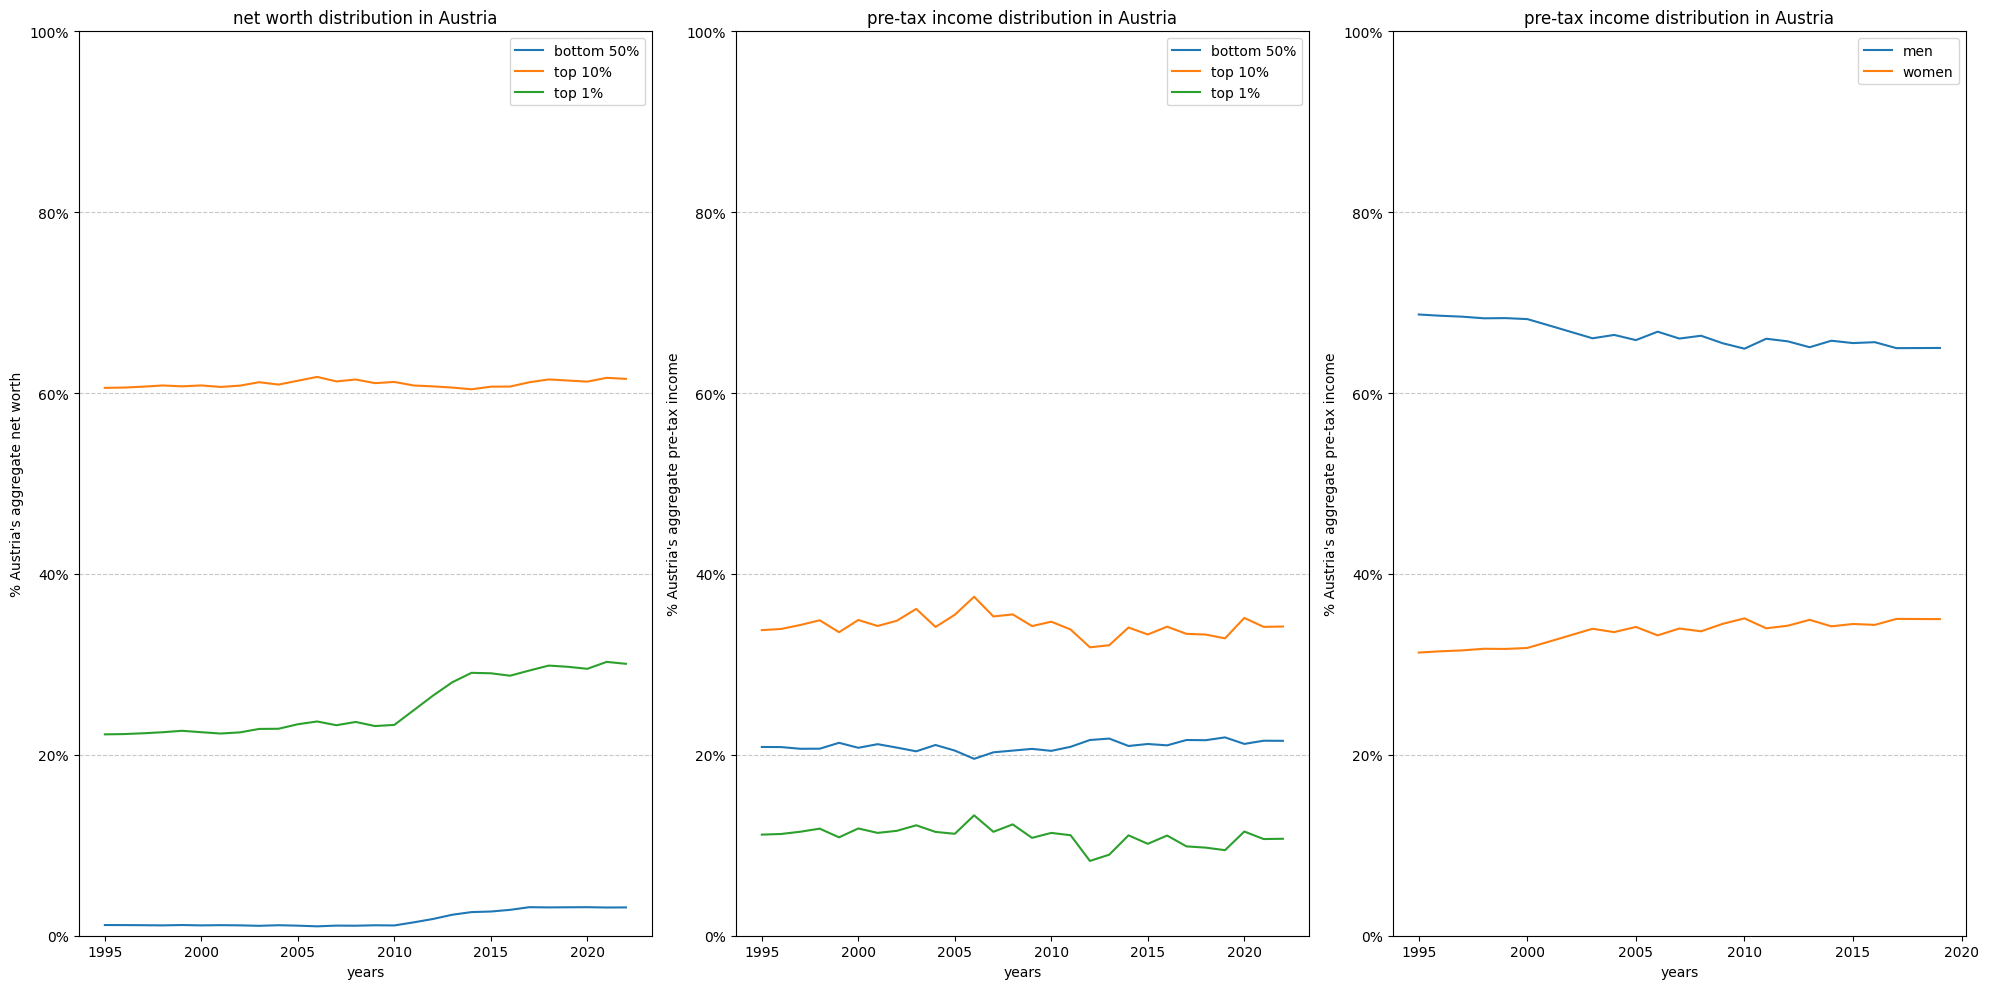 net worth distribution in Austria
100%
80%
60%
40%
20%
0%
% Austria's aggregate net worth
bottom 50%
top 10%
top 1%
1995 2000 2005 2010 2015 2020
years
pre-tax income distribution in Austria
100%
80%
60%
40%
20%
0%
% Austria's aggregate pre-tax income
bottom 50%
top 10%
top 1%
1995 2000 2005 2010 2015 2020
years
pre-tax income distribution in Austria
100%
80%
60%
40%
20%
0%
% Austria's aggregate pre-tax income
men
women
1995 2000 2005 2010 2015 2020
years